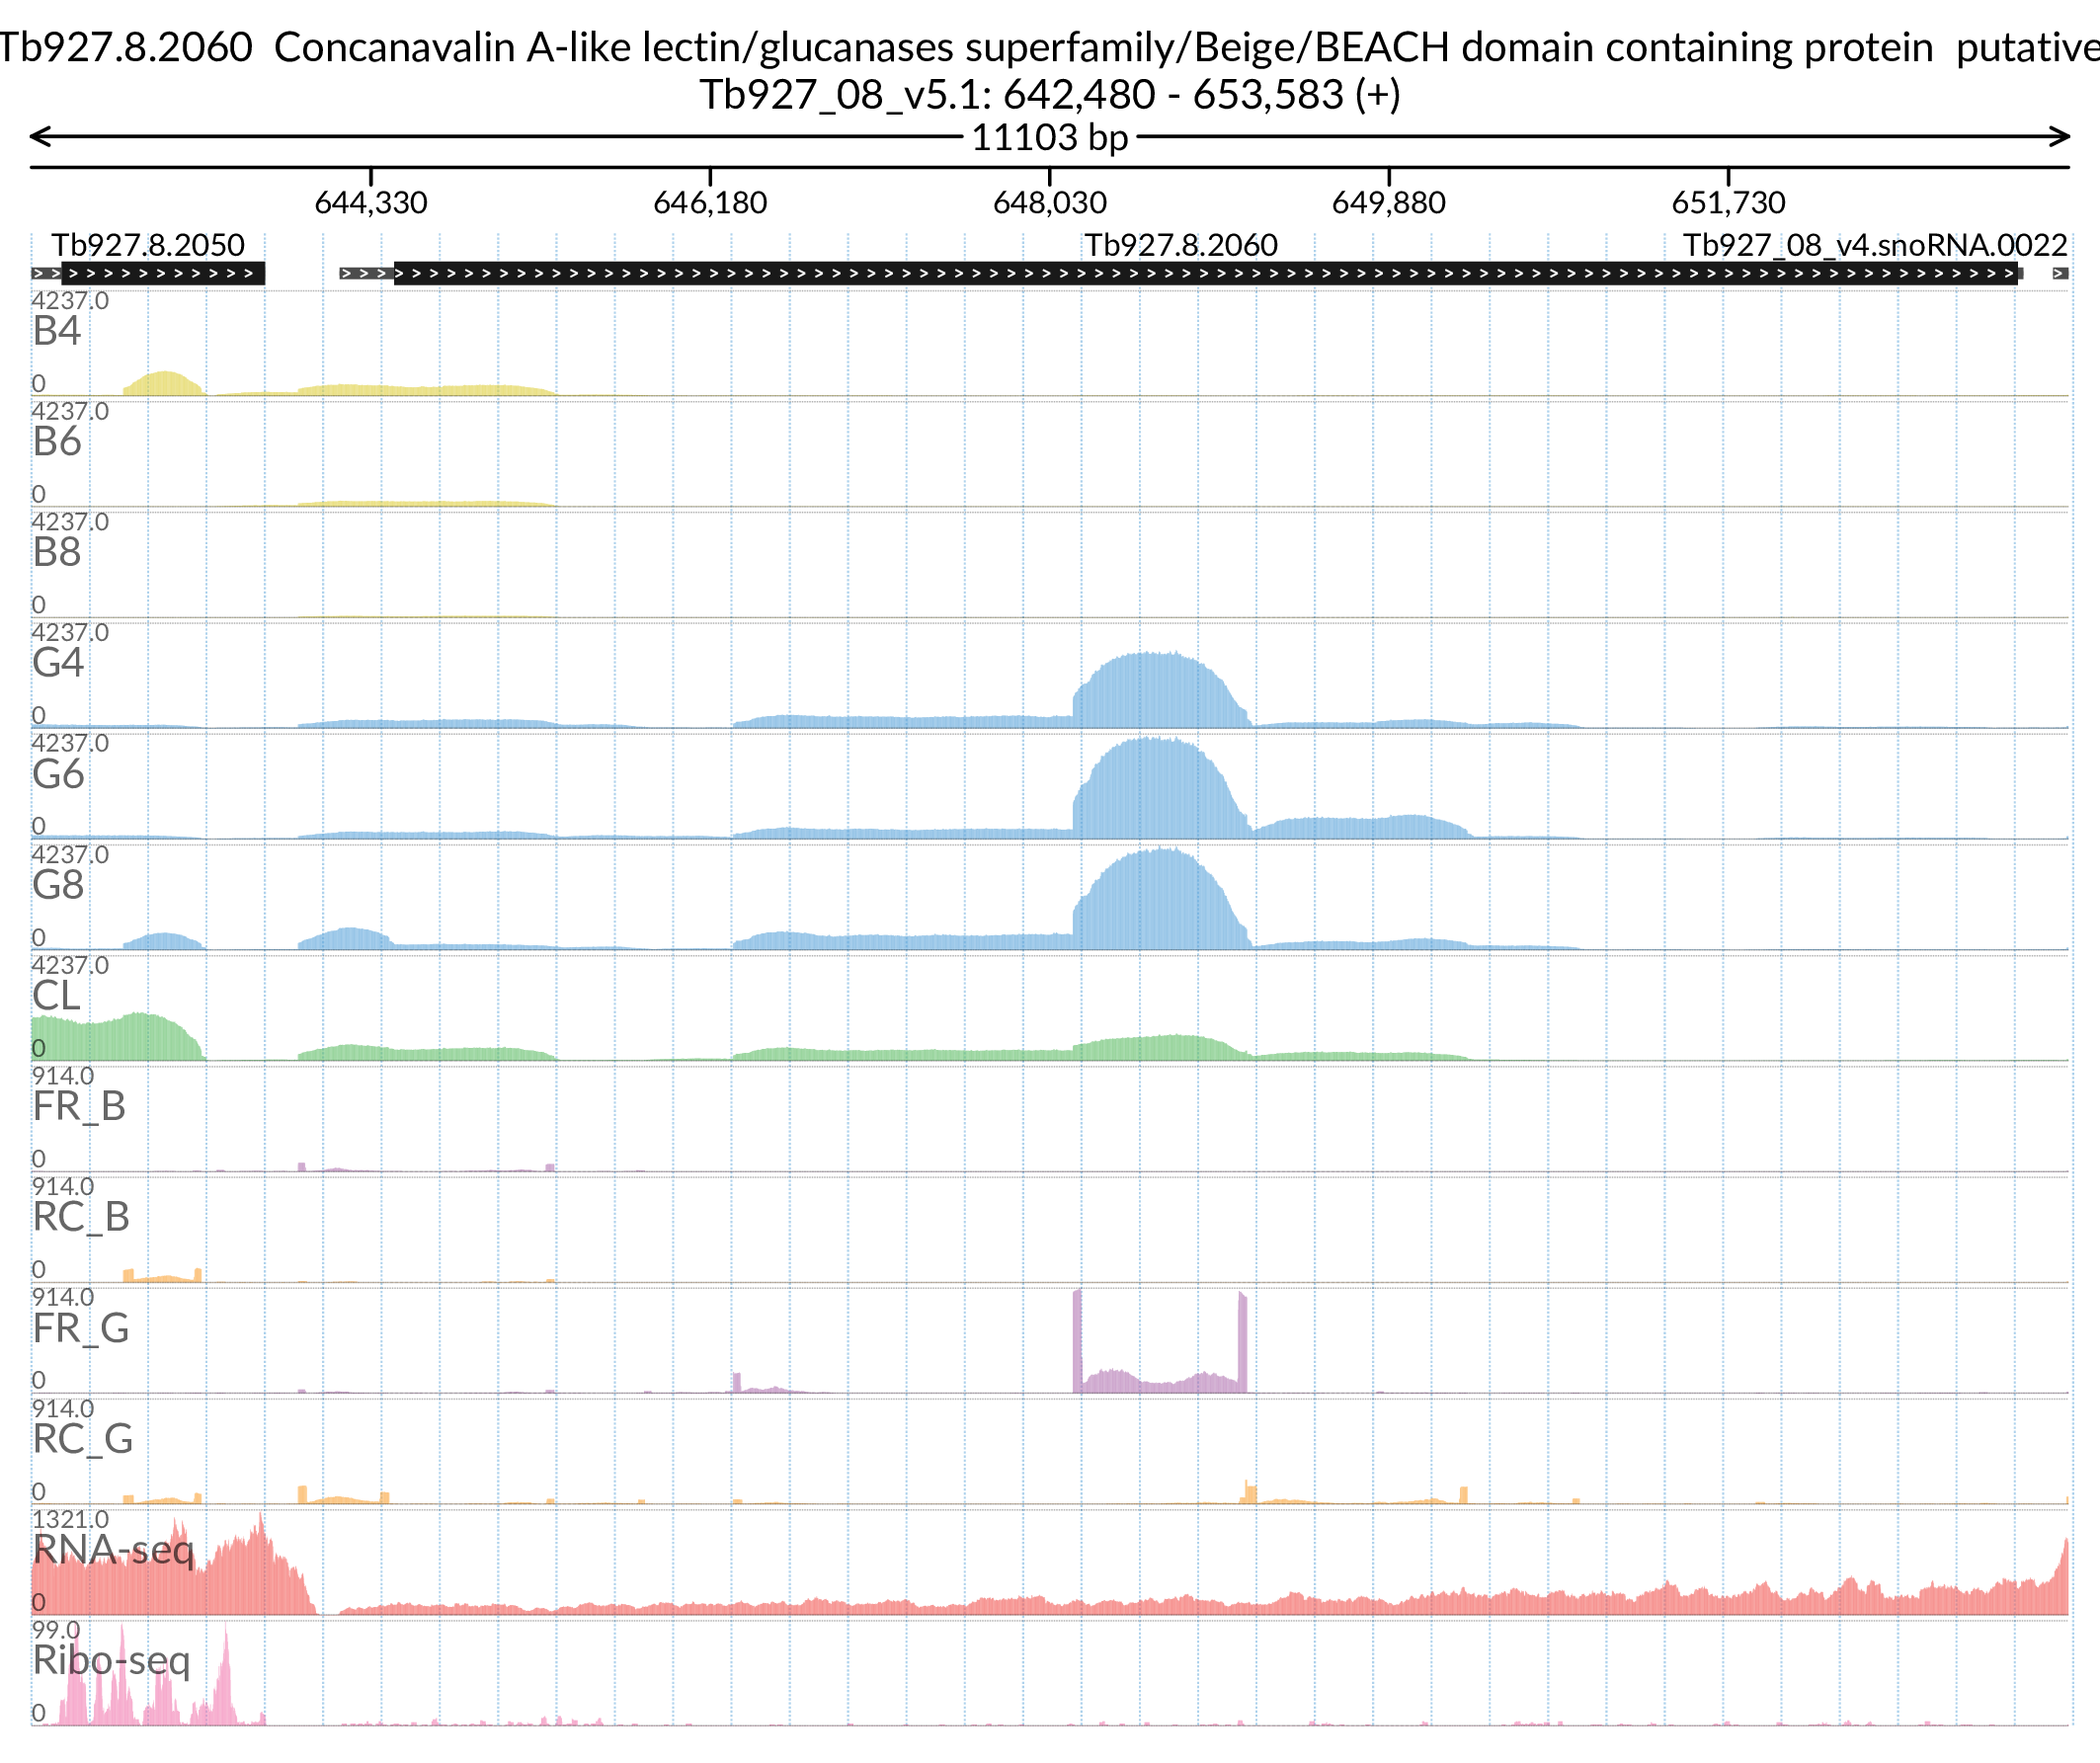 Tb927.8.2060  Concanavalin A-like lectin/glucanases superfamily/Beige/BEACH domain containing protein  putative
Tb927_08_v5.1: 642,480 - 653,583 (+)
11103 bp
644,330 646,180 648,030 649,880 651,730
Tb927.8.2050 Tb927.8.2060 Tb927_08_v4.snoRNA.0022
4237.0
B4
0
4237.0
B6
0
4237.0
B8
0
4237.0
G4
0
4237.0
G6
0
4237.0
G8
0
4237.0
CL
0
914.0
FR_B
0
914.0
RC_B
0
914.0
FR_G
0
914.0
RC_G
0
1321.0
RNA-seq
0
99.0
Ribo-seq
0